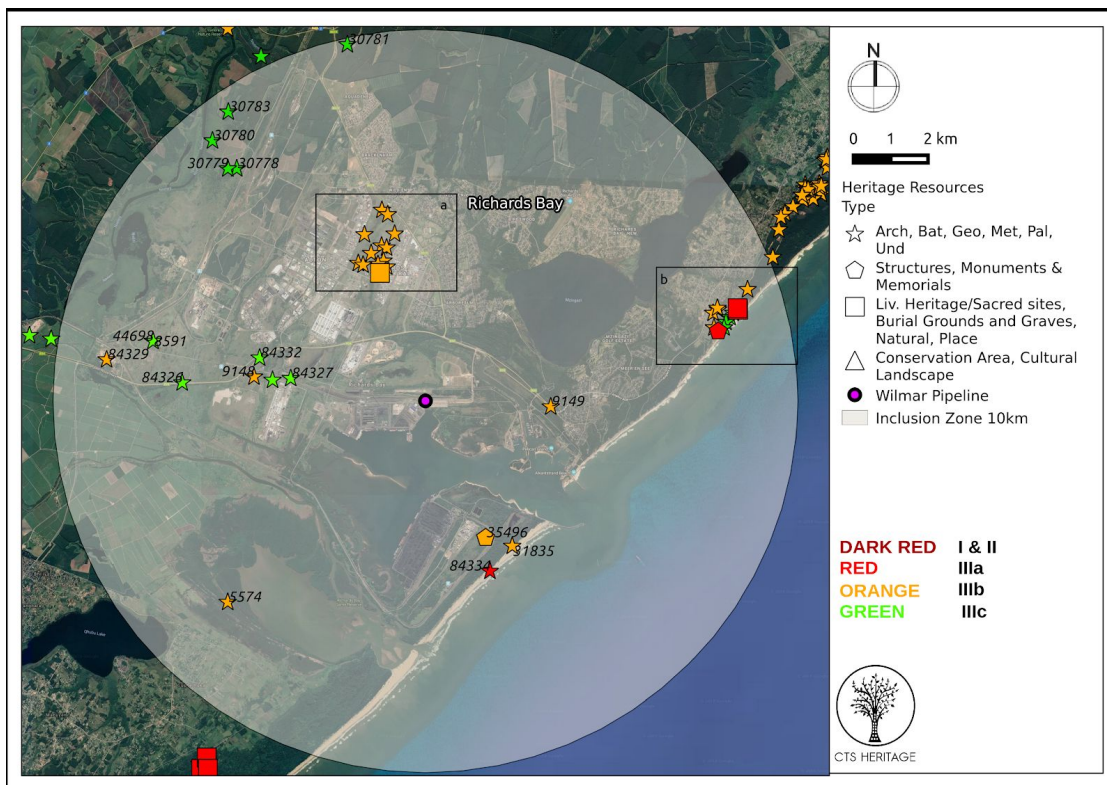 30781
30783
30780
30779
30778
a
Richards Bay
b
44698
8591
84329
84332
9148
84326
84327
9149
35496
31835
84334
5574
N
0 1 2 km
Heritage Resources
Type
Arch, Bat, Geo, Met, Pal,
Und
Structures, Monuments &
Memorials
Liv. Heritage/Sacred sites,
Burial Grounds and Graves,
Natural, Place
Conservation Area, Cultural
Landscape
Wilmar Pipeline
Inclusion Zone 10km
DARK RED I & II
RED IIIa
ORANGE IIIb
GREEN IIIc
CTS HERITAGE